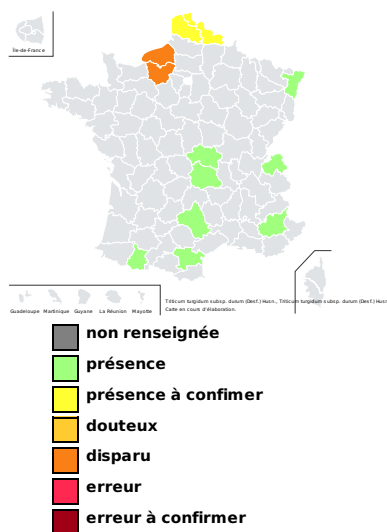 Île-de-France
Guadeloupe Martinique Guyane La Réunion Mayotte
Triticum turgidum subsp. durum (Desf.) Husn., Triticum turgidum subsp. durum (Desf.) Husn.
Carte en cours d'élaboration.
non renseignée
présence
présence à confimer
douteux
disparu
erreur
erreur à confirmer